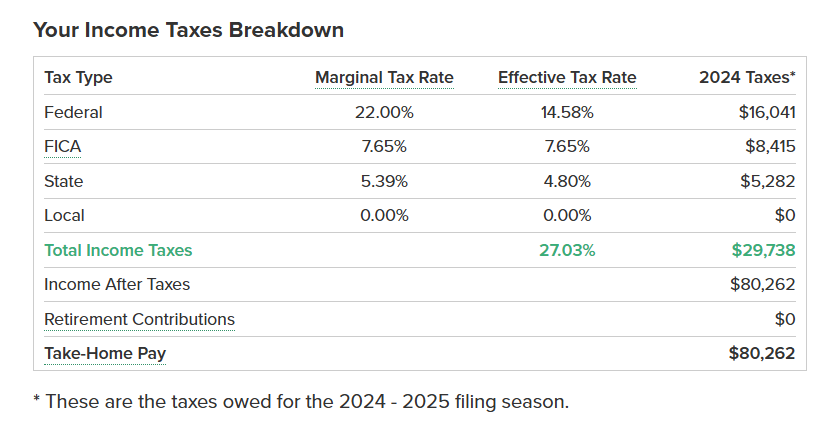 Your Income Taxes Breakdown
Tax Type Marginal Tax Rate Effective Tax Rate 2024 Taxes*
Federal 22.00% 14.58% $16,041
FICA 7.65% 7.65% $8,415
State 5.39% 4.80% $5,282
Local 0.00% 0.00% $0
Total Income Taxes 27.03% $29,738
Income After Taxes $80,262
Retirement Contributions $0
Take-Home Pay $80,262
* These are the taxes owed for the 2024 - 2025 filing season.